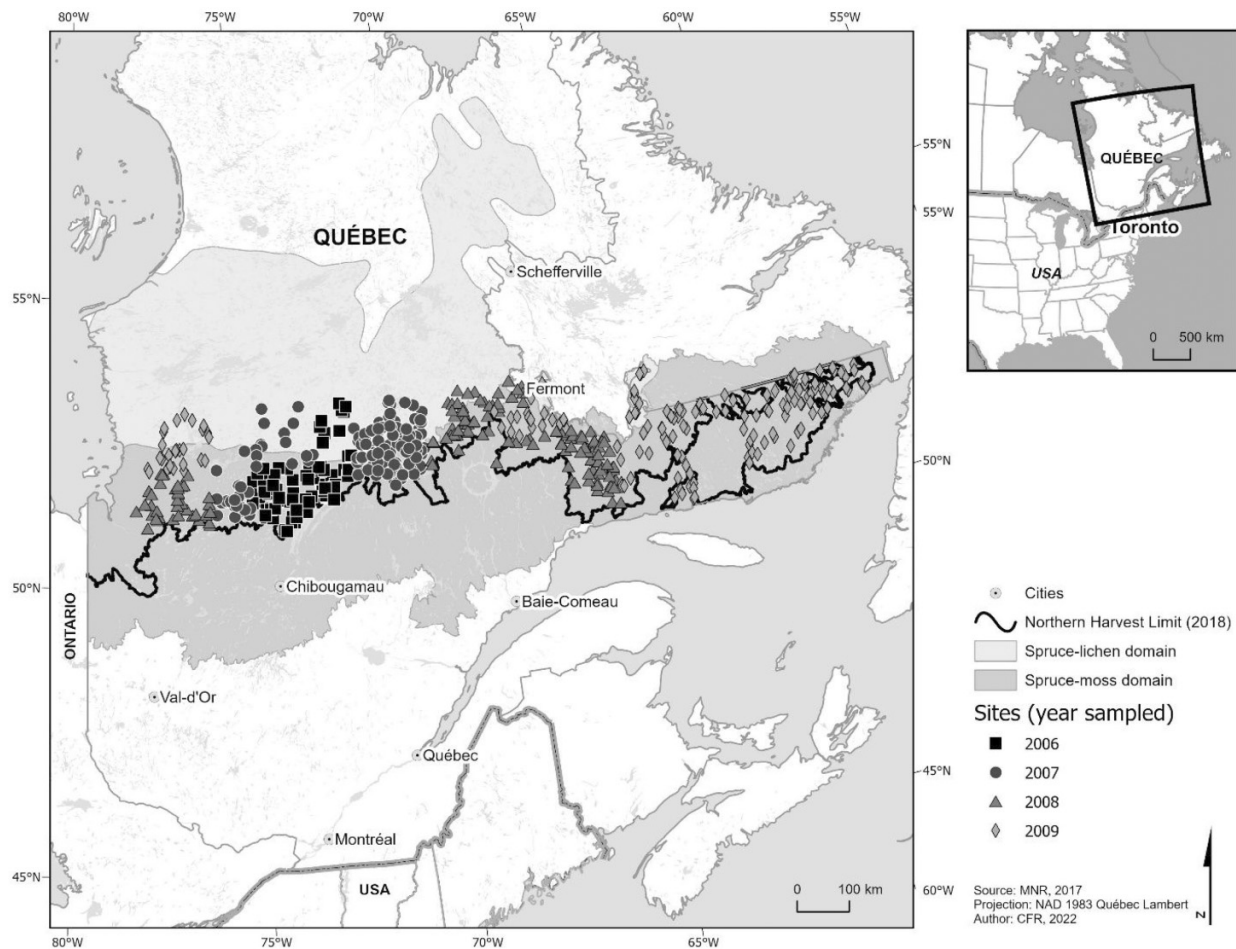 80°W 75°W 70°W 65°W 60°W 55°W
55°N
55°W
QUÉBEC
QUÉBEC
Toronto
USA
0 500 km
Schefferville
55°N
Fermont
50°N
50°N
Chibougamau
Baie-Comeau
ONTARIO
Val-d'Or
Québec
45°N
Montréal
45°N
USA
0 100 km
60°W
80°W 75°W 70°W 65°W
Cities
Northern Harvest Limit (2018)
Spruce-lichen domain
Spruce-moss domain
Sites (year sampled)
2006
2007
2008
2009
Source: MNR, 2017
Projection: NAD 1983 Québec Lambert
Author: CFR, 2022
N